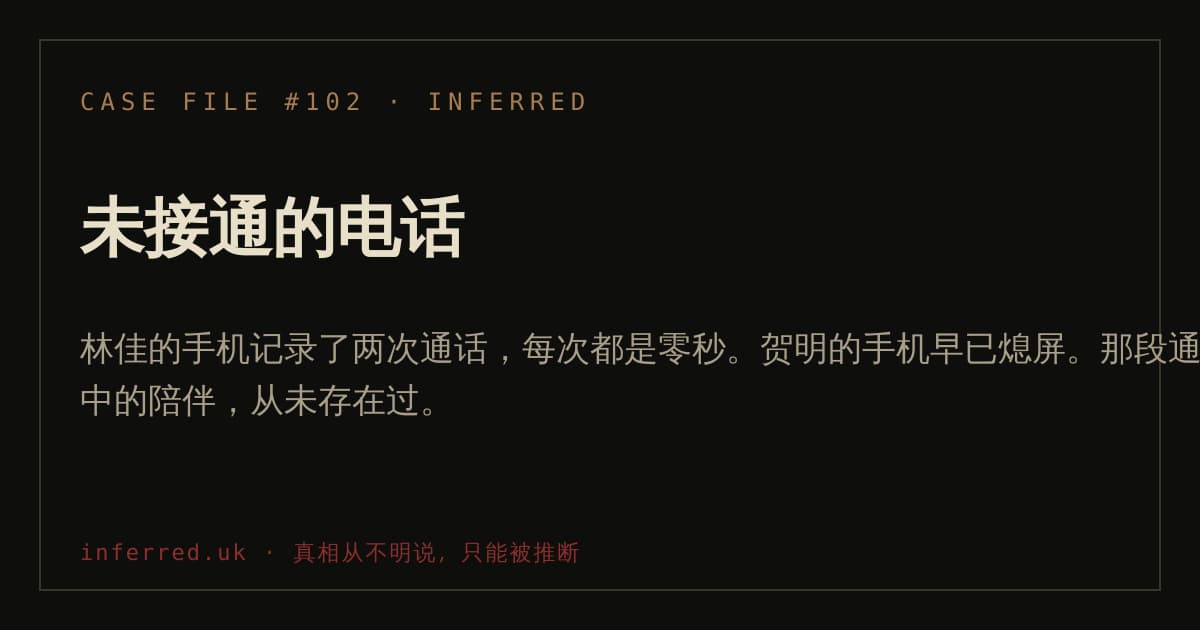 CASE FILE #102 · INFERRED
未接通的电话
林佳的手机记录了两次通话，每次都是零秒。贺明的手机早已熄屏。那段通
中的陪伴，从未存在过。
inferred.uk · 真相从不明说，只能被推断